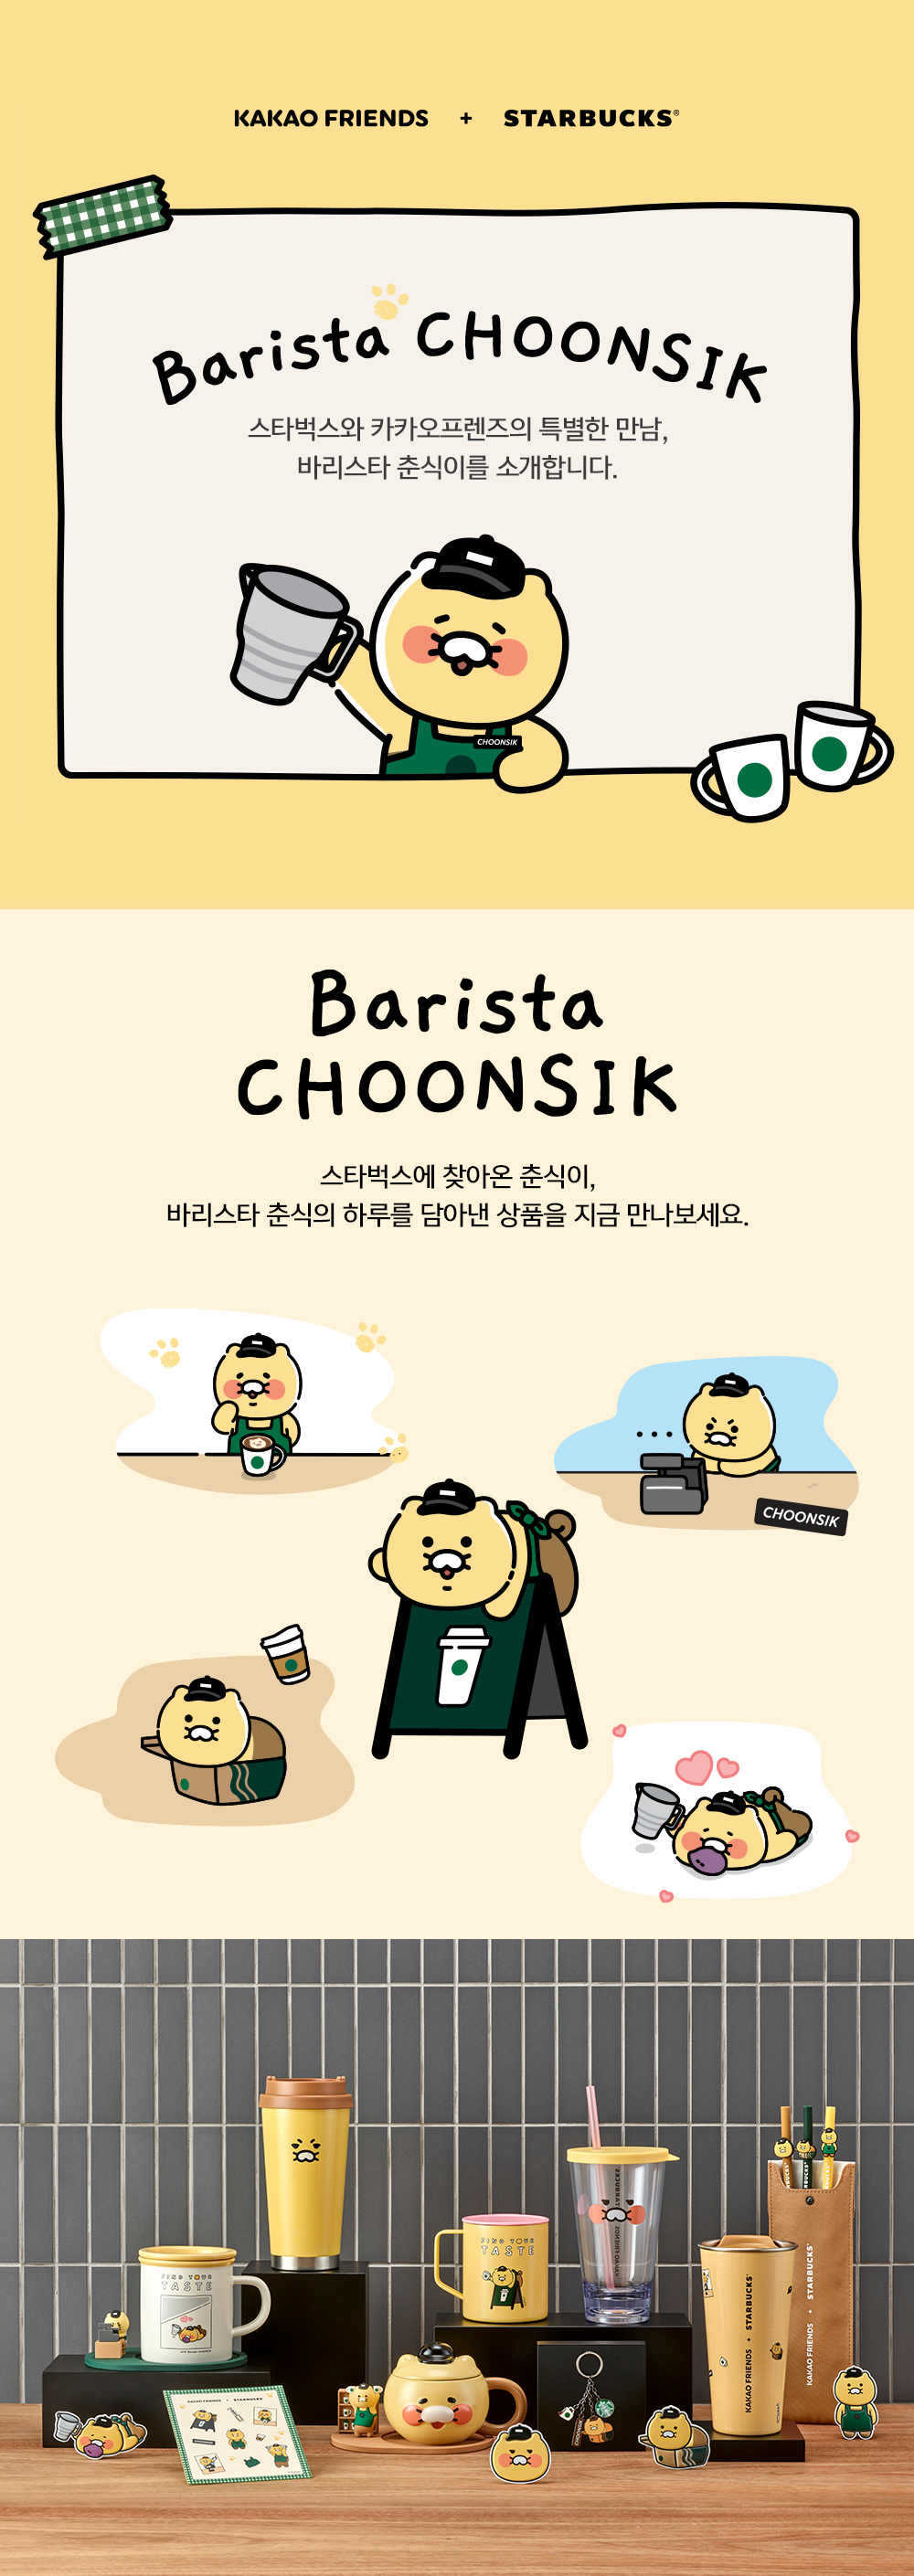 KAKAO FRIENDS + STARBUCKS®
Barista CHOONSIK
스타벅스와 카카오프렌즈의 특별한 만남,
바리스타 춘식이를 소개합니다.
CHOONSIK
Barista
CHOONSIK
스타벅스에 찾아온 춘식이,
바리스타 춘식의 하루를 담아낸 상품을 지금 만나보세요.
CHOONSIK
FIND YOUR
TASTE
FIND YOUR
TASTE
STARBUCKS
KAKAO FRIENDS + STARBUCKS
KAKAO FRIENDS + STARBUCKS
KAKAO FRIENDS + STARBUCKS